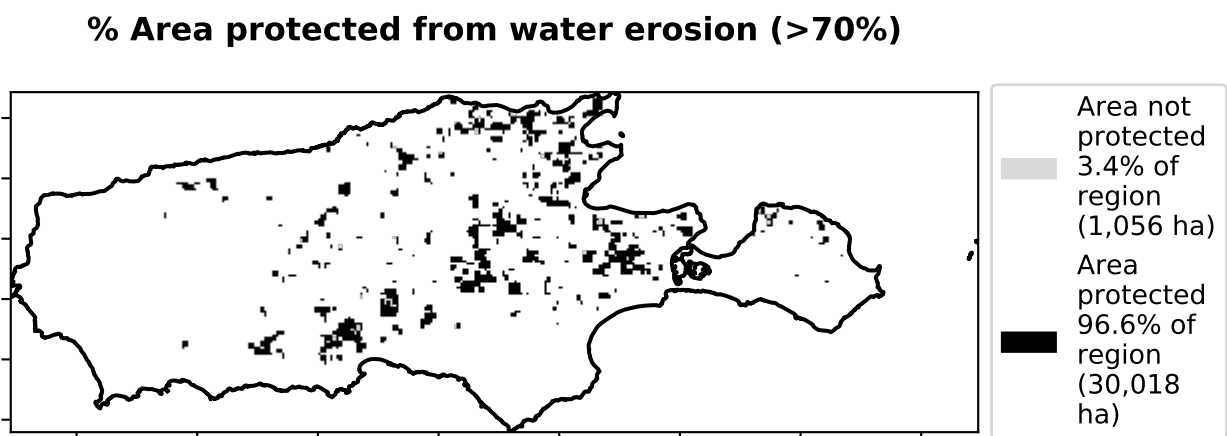 % Area protected from water erosion (>70%)
Area not
protected
3.4% of
region
(1,056 ha)
Area
protected
96.6% of
region
(30,018
ha)